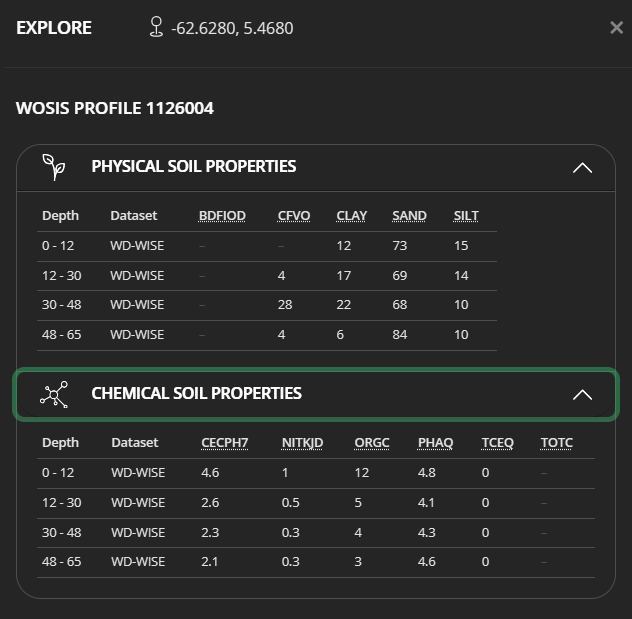 EXPLORE -62.6280, 5.4680 ×
WOSIS PROFILE 1126004
PHYSICAL SOIL PROPERTIES
Depth Dataset BDFIOD CFVO CLAY SAND SILT
0 - 12 WD-WISE – – 12 73 15
12 - 30 WD-WISE – 4 17 69 14
30 - 48 WD-WISE – 28 22 68 10
48 - 65 WD-WISE – 4 6 84 10
CHEMICAL SOIL PROPERTIES
Depth Dataset CECPH7 NITKJD ORGC PHAQ TCEQ TOTC
0 - 12 WD-WISE 4.6 1 12 4.8 0 –
12 - 30 WD-WISE 2.6 0.5 5 4.1 0 –
30 - 48 WD-WISE 2.3 0.3 4 4.3 0 –
48 - 65 WD-WISE 2.1 0.3 3 4.6 0 –